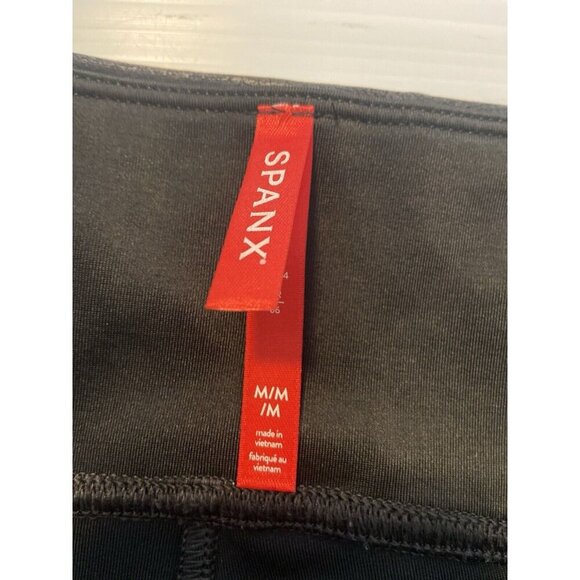 SPANX®
M/M
/M
made in
vietnam
fabriqué au
vietnam